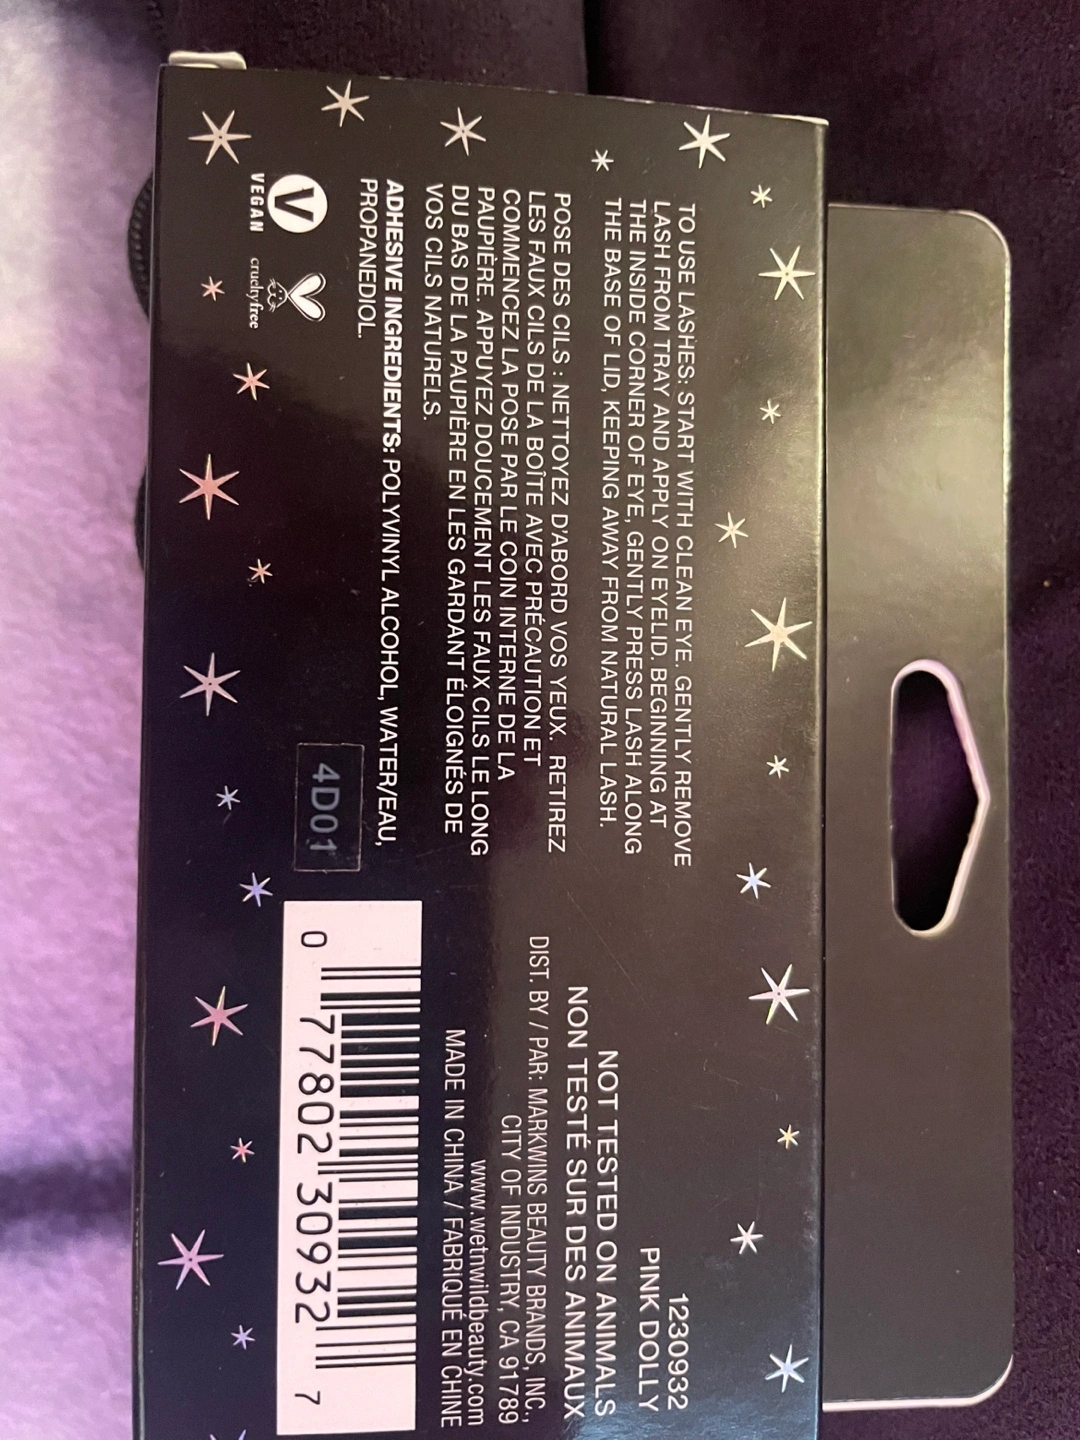 TO USE LASHES: START WITH CLEAN EYE. GENTLY REMOVE
LASH FROM TRAY AND APPLY ON EYELID. BEGINNING AT
THE INSIDE CORNER OF EYE, GENTLY PRESS LASH ALONG
THE BASE OF LID, KEEPING AWAY FROM NATURAL LASH.
POSE DES CILS : NETTOYEZ D'ABORD VOS YEUX. RETIREZ
LES FAUX CILS DE LA BOÎTE AVEC PRÉCAUTION ET
COMMENCEZ LA POSE PAR LE COIN INTERNE DE LA
PAUPIÈRE. APPUYEZ DOUCEMENT LES FAUX CILS LE LONG
DU BAS DE LA PAUPIÈRE EN LES GARDANT ÉLOIGNÉS DE
VOS CILS NATURELS.
ADHESIVE INGREDIENTS: POLYVINYL ALCOHOL, WATER/EAU,
PROPANEDIOL.
V
VEGAN
cruelty free
4D01
1230932
PINK DOLLY
NOT TESTED ON ANIMALS
NON TESTÉ SUR DES ANIMAUX
DIST. BY / PAR: MARKWINS BEAUTY BRANDS, INC.,
CITY OF INDUSTRY, CA 91789
www.wetnwildbeauty.com
MADE IN CHINA / FABRIQUÉ EN CHINE
0 77802 30932 7